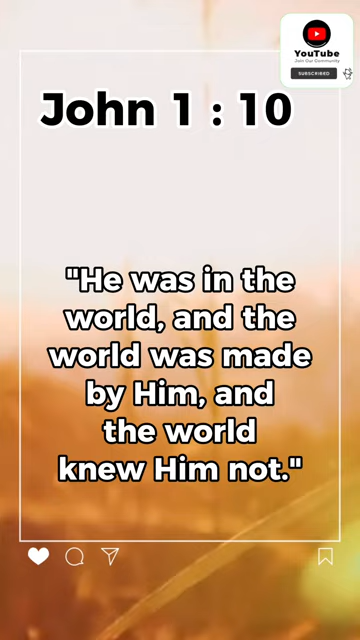 YouTube
Join Our Community
SUBSCRIBED
John 1 : 10
"He was in the
world, and the
world was made
by Him, and
the world
knew Him not."